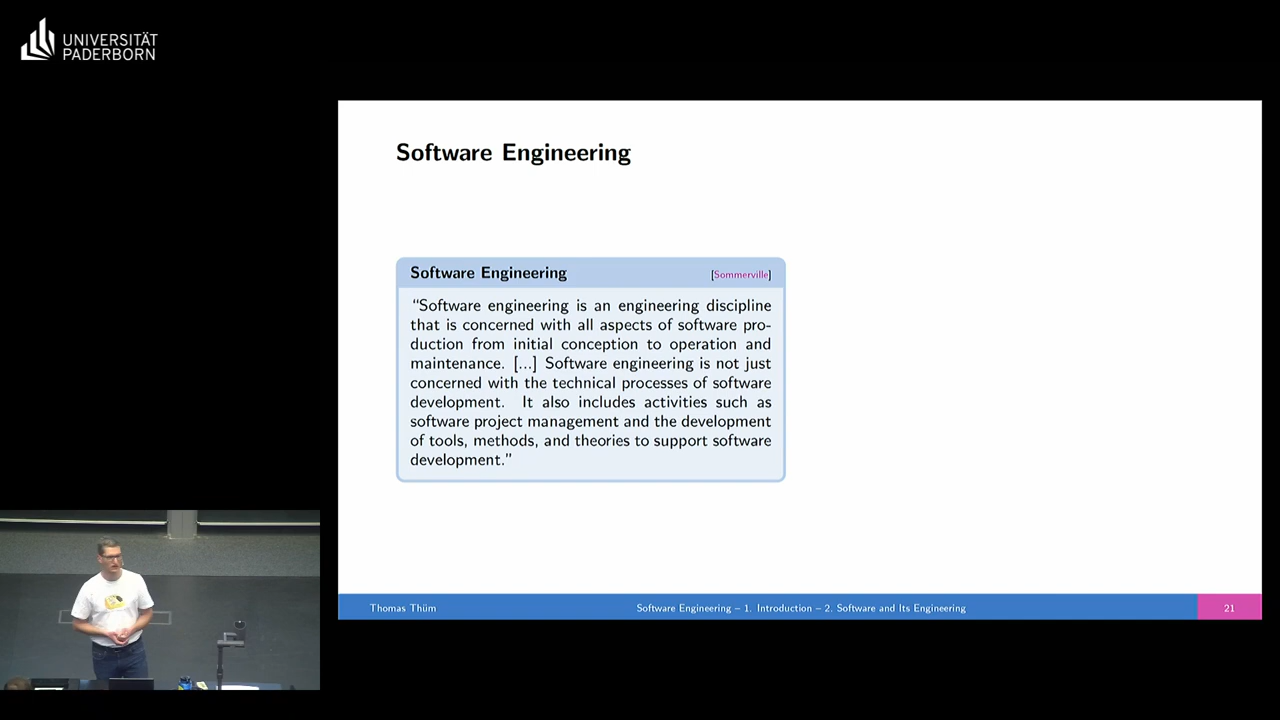 UNIVERSITÄT
PADERBORN
Software Engineering
Software Engineering [Sommerville]
“Software engineering is an engineering discipline
that is concerned with all aspects of software pro-
duction from initial conception to operation and
maintenance. [...] Software engineering is not just
concerned with the technical processes of software
development. It also includes activities such as
software project management and the development
of tools, methods, and theories to support software
development.”
Thomas Thüm Software Engineering – 1. Introduction – 2. Software and Its Engineering 21